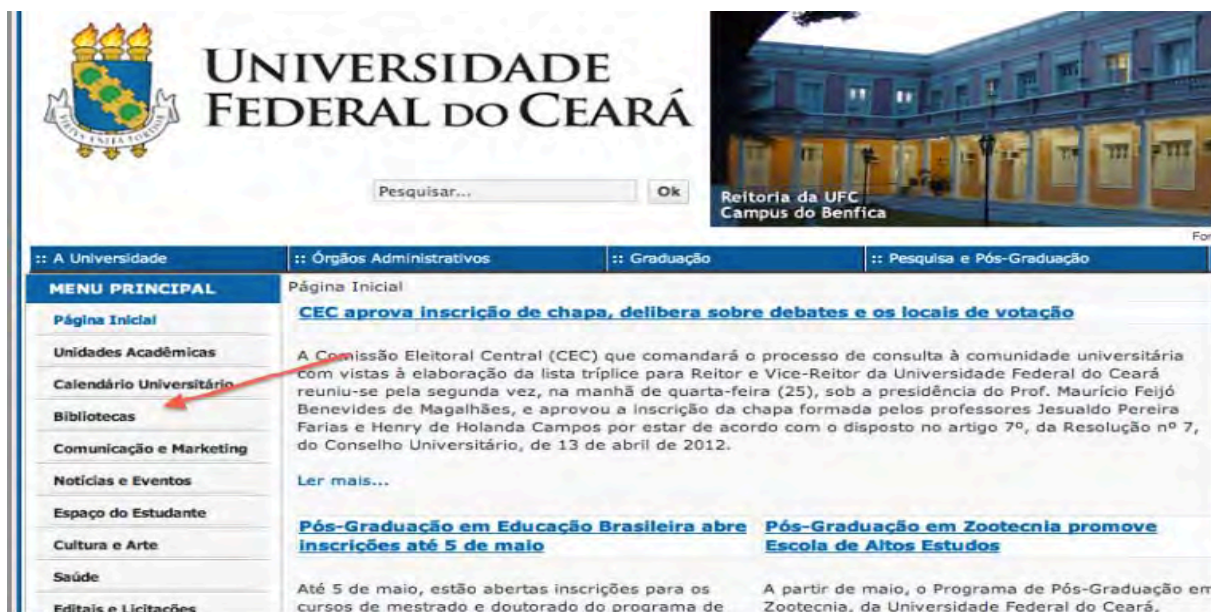 UNIVERSIDADE
FEDERAL DO CEARÁ
Pesquisar...
Ok
Reitoria da UFC
Campus do Benfica
:: A Universidade
:: Órgãos Administrativos
:: Graduação
:: Pesquisa e Pós-Graduação
MENU PRINCIPAL
Página Inicial
Unidades Acadêmicas
Calendário Universitário
Bibliotecas
Comunicação e Marketing
Notícias e Eventos
Espaço do Estudante
Cultura e Arte
Saúde
Editais e Licitações
Página Inicial
CEC aprova inscrição de chapa, delibera sobre debates e os locais de votação
A Comissão Eleitoral Central (CEC) que comandará o processo de consulta à comunidade universitária
com vistas à elaboração da lista tríplice para Reitor e Vice-Reitor da Universidade Federal do Ceará
reuniu-se pela segunda vez, na manhã de quarta-feira (25), sob a presidência do Prof. Maurício Feijó
Benevides de Magalhães, e aprovou a inscrição da chapa formada pelos professores Jesualdo Pereira
Farias e Henry de Holanda Campos por estar de acordo com o disposto no artigo 7º, da Resolução nº 7,
do Conselho Universitário, de 13 de abril de 2012.
Ler mais...
Pós-Graduação em Educação Brasileira abre
inscrições até 5 de maio
Até 5 de maio, estão abertas inscrições para os
cursos de mestrado e doutorado do programa de
Pós-Graduação em Zootecnia promove
Escola de Altos Estudos
A partir de maio, o Programa de Pós-Graduação em
Zootecnia, da Universidade Federal do Ceará